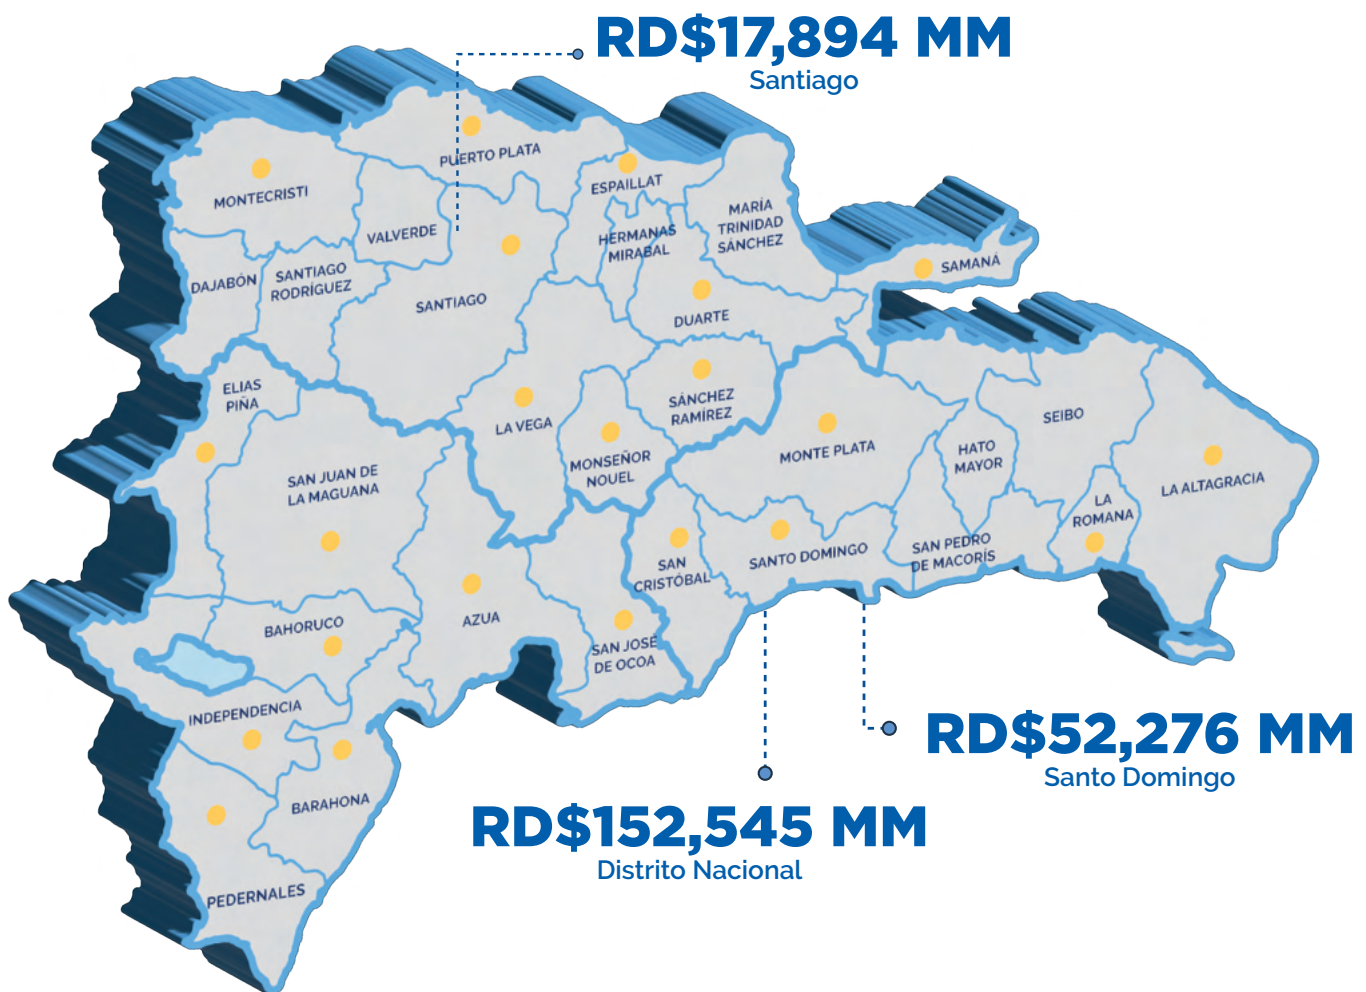 RD$17,894 MM
Santiago
PUERTO PLATA
MONTECRISTI
ESPAILLAT
VALVERDE
HERMANAS
MIRABAL
MARÍA
TRINIDAD
SÁNCHEZ
DAJABÓN
SANTIAGO
RODRÍGUEZ
SAMANÁ
SANTIAGO
DUARTE
ELIAS
PIÑA
LA VEGA
SÁNCHEZ
RAMÍREZ
SEIBO
SAN JUAN DE
LA MAGUANA
MONSEÑOR
NOUEL
MONTE PLATA
HATO
MAYOR
LA ALTAGRACIA
LA
ROMANA
SAN
CRISTÓBAL
SANTO DOMINGO
SAN PEDRO
DE MACORÍS
BAHORUCO
AZUA
SAN JOSÉ
DE OCOA
INDEPENDENCIA
BARAHONA
PEDERNALES
RD$52,276 MM
Santo Domingo
RD$152,545 MM
Distrito Nacional